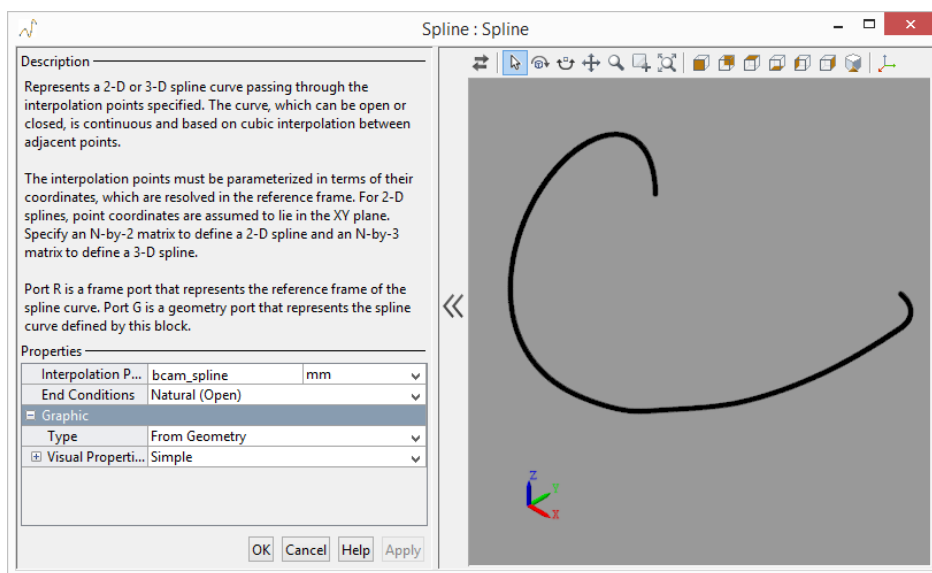 Spline : Spline
Description
Represents a 2-D or 3-D spline curve passing through the
interpolation points specified. The curve, which can be open or
closed, is continuous and based on cubic interpolation between
adjacent points.
The interpolation points must be parameterized in terms of their
coordinates, which are resolved in the reference frame. For 2-D
splines, point coordinates are assumed to lie in the XY plane.
Specify an N-by-2 matrix to define a 2-D spline and an N-by-3
matrix to define a 3-D spline.
Port R is a frame port that represents the reference frame of the
spline curve. Port G is a geometry port that represents the spline
curve defined by this block.
Properties
Interpolation P... bcam_spline mm
End Conditions Natural (Open)
Graphic
Type From Geometry
Visual Properti... Simple
OK Cancel Help Apply
Z
Y
X